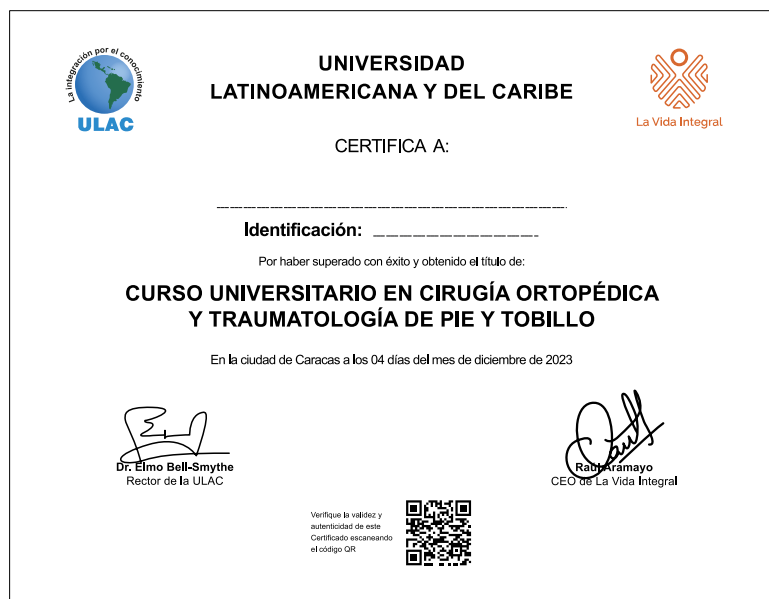 La integración por el conocimiento
ULAC
UNIVERSIDAD
LATINOAMERICANA Y DEL CARIBE
La Vida Integral
CERTIFICA A:
Identificación:
Por haber superado con éxito y obtenido el título de:
CURSO UNIVERSITARIO EN CIRUGÍA ORTOPÉDICA
Y TRAUMATOLOGÍA DE PIE Y TOBILLO
En la ciudad de Caracas a los 04 días del mes de diciembre de 2023
Dr. Elmo Bell-Smythe
Rector de la ULAC
Raúl Aramayo
CEO de La Vida Integral
Verifique la validez y
autenticidad de este
Certificado escaneando
el código QR